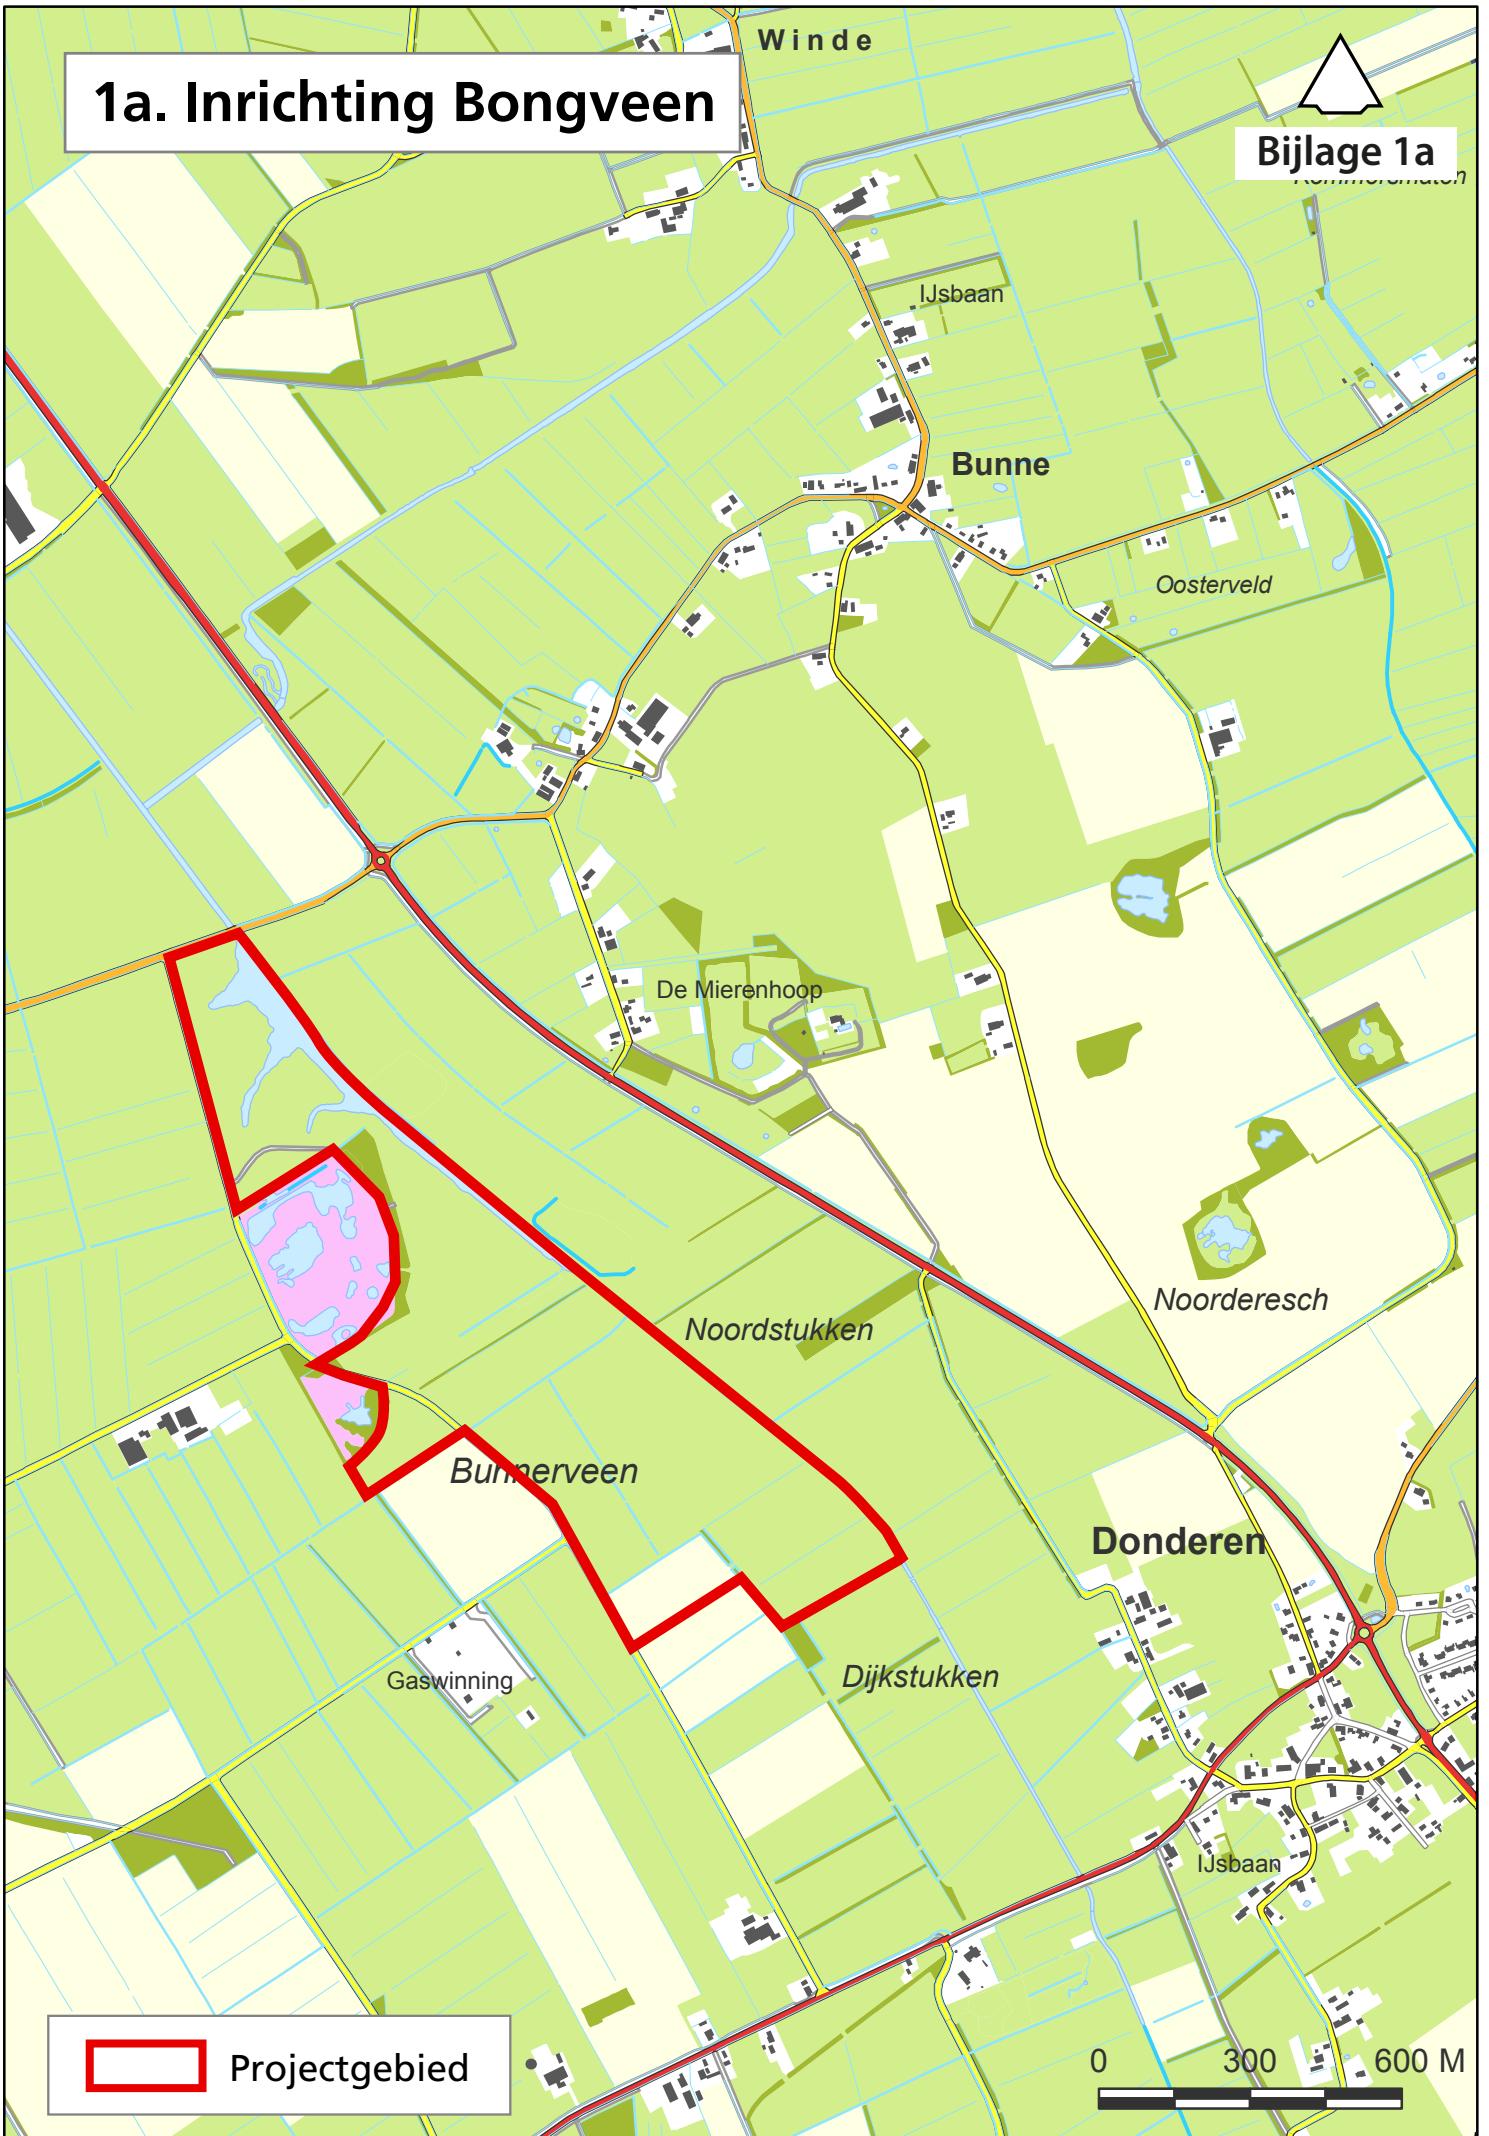 Winde
1a. Inrichting Bongveen
Bijlage 1a
IJsbaan
Bunne
Oosterveld
De Mierenhoop
Noorderesch
Noordstukken
Bunnerveen
Donderen
Dijkstukken
Gaswinning
IJsbaan
Projectgebied
0 300 600 M